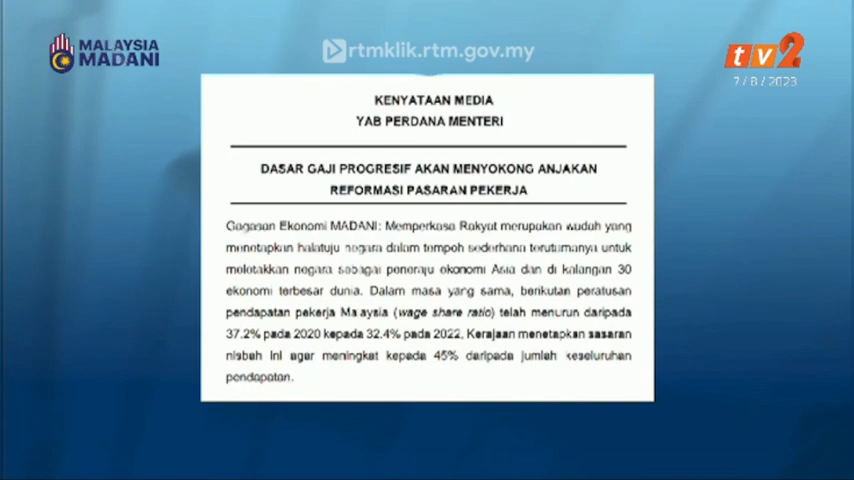 MALAYSIA
MADANI
rtmklik.rtm.gov.my
tv2
7/8/2023
KENYATAAN MEDIA
YAB PERDANA MENTERI
DASAR GAJI PROGRESIF AKAN MENYOKONG ANJAKAN
REFORMASI PASARAN PEKERJA
Gagasan Ekonomi MADANI: Memperkasa Rakyat merupakan wadah yang
menetapkan halatuju negara dalam tempoh sederhana terutamanya untuk
meletakkan negara sebagai peneraju ekonomi Asia dan di kalangan 30
ekonomi terbesar dunia. Dalam masa yang sama, berikutan peratusan
pendapatan pekerja Malaysia (wage share ratio) telah menurun daripada
37.2% pada 2020 kepada 32.4% pada 2022, Kerajaan menetapkan sasaran
nisbah ini agar meningkat kepada 45% daripada jumlah keseluruhan
pendapatan.